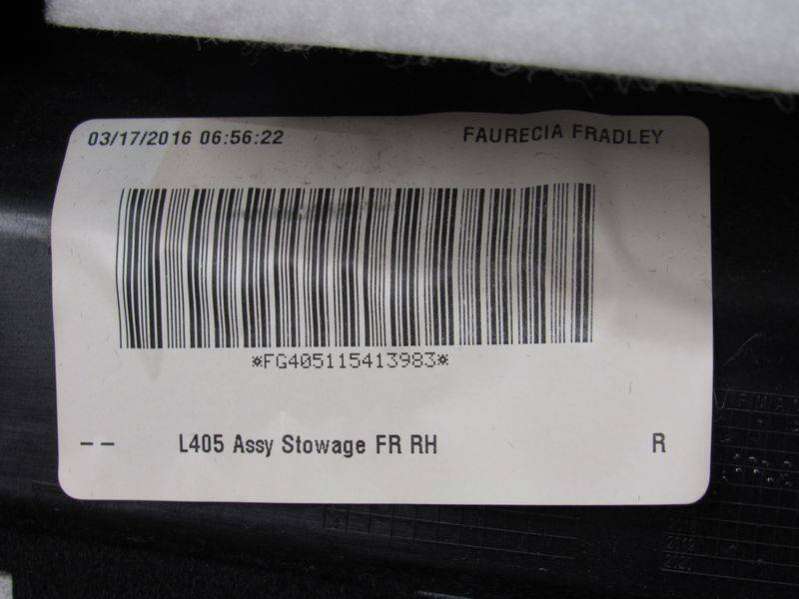 03/17/2016 06:56:22 FAURECIA FRADLEY
*FG405115413983*
-- L405 Assy Stowage FR RH R